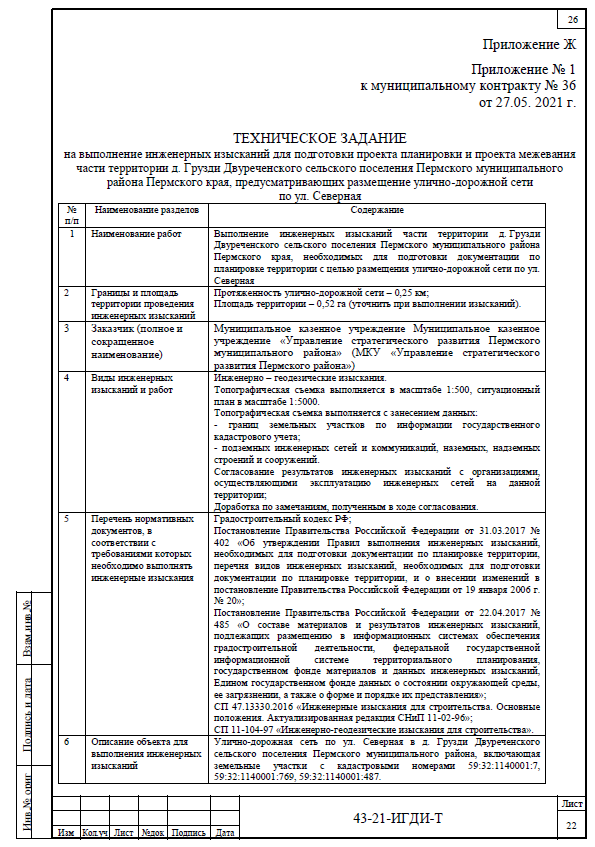 26
Приложение Ж
Приложение № 1
к муниципальному контракту № 36
от 27.05. 2021 г.
ТЕХНИЧЕСКОЕ ЗАДАНИЕ
на выполнение инженерных изысканий для подготовки проекта планировки и проекта межевания
части территории д. Грузди Двуреченского сельского поселения Пермского муниципального
района Пермского края, предусматривающих размещение улично-дорожной сети
по ул. Северная
№ п/п
Наименование разделов
Содержание
1
Наименование работ
Выполнение инженерных изысканий части территории д. Грузди
Двуреченского сельского поселения Пермского муниципального района
Пермского края, необходимых для подготовки документации по
планировке территории с целью размещения улично-дорожной сети по ул.
Северная
2
Границы и площадь
территории проведения
инженерных изысканий
Протяженность улично-дорожной сети – 0,25 км;
Площадь территории – 0,52 га (уточнить при выполнении изысканий).
3
Заказчик (полное и
сокращенное
наименование)
Муниципальное казенное учреждение Муниципальное казенное
учреждение «Управление стратегического развития Пермского
муниципального района» (МКУ «Управление стратегического
развития Пермского района»)
4
Виды инженерных
изысканий и работ
Инженерно – геодезические изыскания.
Топографическая съемка выполняется в масштабе 1:500, ситуационный
план в масштабе 1:5000.
Топографическая съемка выполняется с занесением данных:
- границ земельных участков по информации государственного
кадастрового учета;
- подземных инженерных сетей и коммуникаций, наземных, надземных
строений и сооружений.
Согласование результатов инженерных изысканий с организациями,
осуществляющими эксплуатацию инженерных сетей на данной
территории;
Доработка по замечаниям, полученным в ходе согласования.
5
Перечень нормативных
документов, в
соответствии с
требованиями которых
необходимо выполнять
инженерные изыскания
Градостроительный кодекс РФ;
Постановление Правительства Российской Федерации от 31.03.2017 №
402 «Об утверждении Правил выполнения инженерных изысканий,
необходимых для подготовки документации по планировке территории,
перечня видов инженерных изысканий, необходимых для подготовки
документации по планировке территории, и о внесении изменений в
постановление Правительства Российской Федерации от 19 января 2006 г.
№ 20»;
Постановление Правительства Российской Федерации от 22.04.2017 №
485 «О составе материалов и результатов инженерных изысканий,
подлежащих размещению в информационных системах обеспечения
градостроительной деятельности, федеральной государственной
информационной системе территориального планирования,
государственном фонде материалов и данных инженерных изысканий,
Едином государственном фонде данных о состоянии окружающей среды,
ее загрязнении, а также о форме и порядке их представления»;
СП 47.13330.2016 «Инженерные изыскания для строительства. Основные
положения. Актуализированная редакция СНиП 11-02-96»;
СП 11-104-97 «Инженерно-геодезические изыскания для строительства».
6
Описание объекта для
выполнения инженерных
изысканий
Улично-дорожная сеть по ул. Северная в д. Грузди Двуреченского
сельского поселения Пермского муниципального района, включающая
земельные участки с кадастровыми номерами 59:32:1140001:7,
59:32:1140001:769, 59:32:1140001:487.
Взам.инв.№
Подпись и дата
Инв.№ ориг
Изм Кол.уч Лист №док Подпись Дата
43-21-ИГДИ-Т
Лист
22